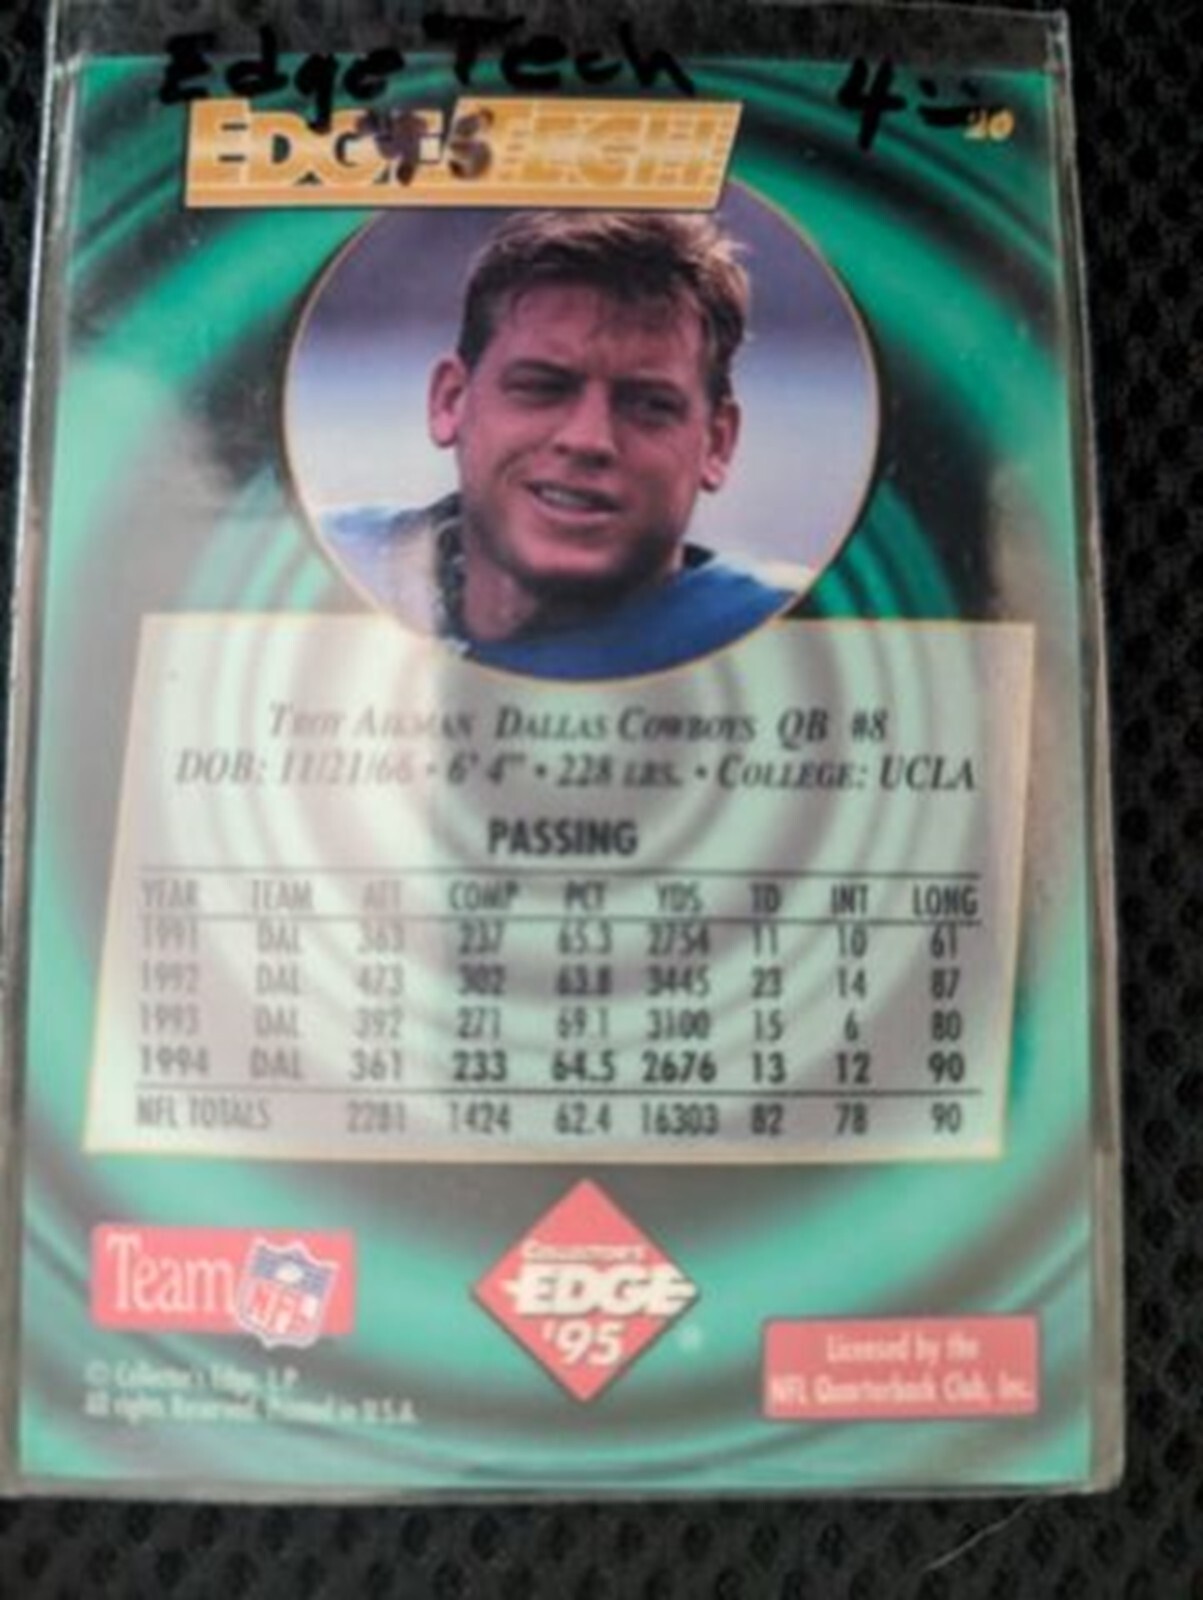 Edge Tech 4.=
EDGETECH 95 20
TROY AIKMAN DALLAS COWBOYS QB #8
DOB: 11/21/66 • 6' 4" • 228 LBS. • COLLEGE: UCLA
PASSING
YEAR TEAM ATT COMP PCT YDS TD INT LONG
1991 DAL 363 237 65.3 2754 11 10 61
1992 DAL 473 302 63.8 3445 23 14 87
1993 DAL 392 271 69.1 3100 15 6 80
1994 DAL 361 233 64.5 2676 13 12 90
NFL TOTALS 2281 1424 62.4 16303 82 78 90
Team NFL
COLLECTOR'S
EDGE
'95 ®
© Collector's Edge, L.P.
All rights Reserved. Printed in U.S.A.
Licensed by the
NFL Quarterback Club, Inc.